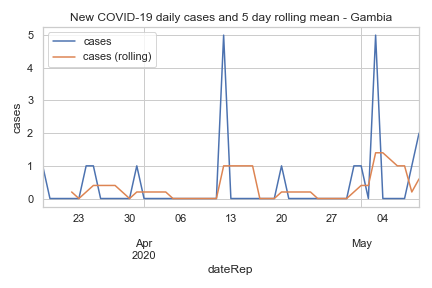 New COVID-19 daily cases and 5 day rolling mean - Gambia
cases
cases (rolling)
5
4
3
2
1
0
cases
23
30
06
13
20
27
04
Apr
May
2020
dateRep